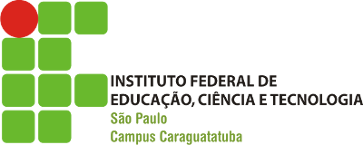 INSTITUTO FEDERAL DE
EDUCAÇÃO, CIÊNCIA E TECNOLOGIA
São Paulo
Campus Caraguatatuba